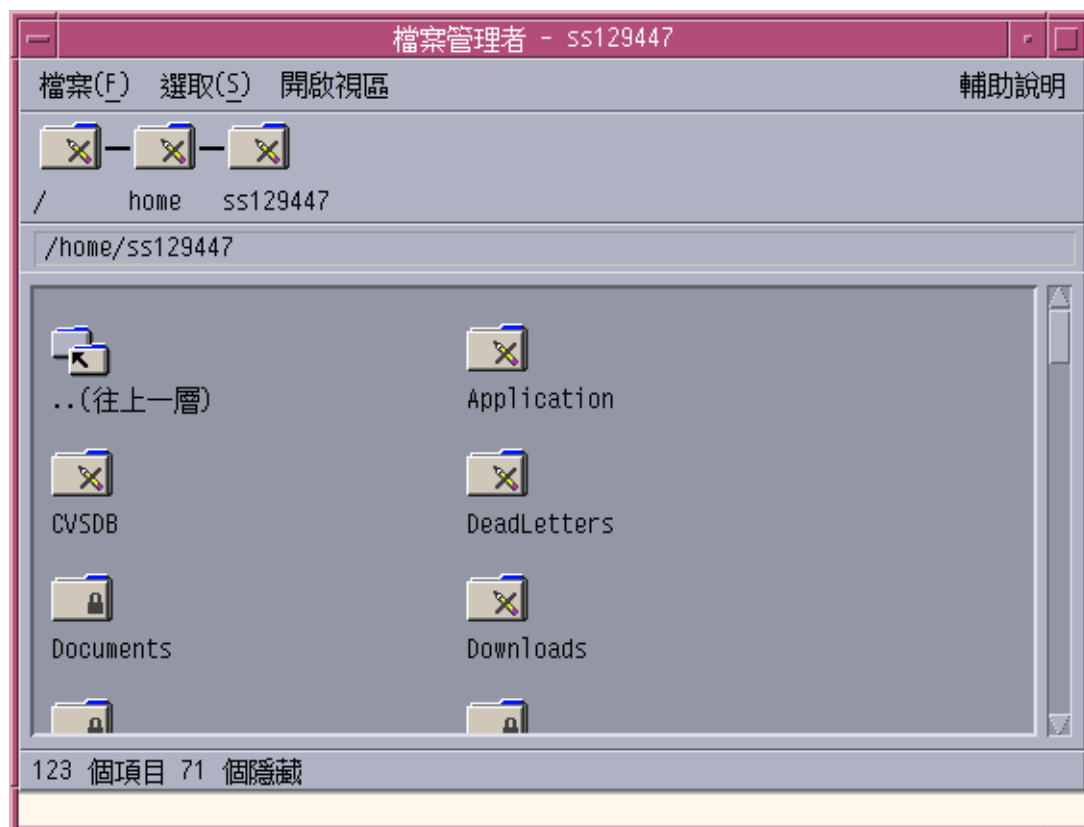 檔案管理者 - ss129447
檔案(F) 選取(S) 開啟視區 輔助說明
/ home ss129447
/home/ss129447
..(往上一層) Application
CVSDB DeadLetters
Documents Downloads
123 個項目 71 個隱藏